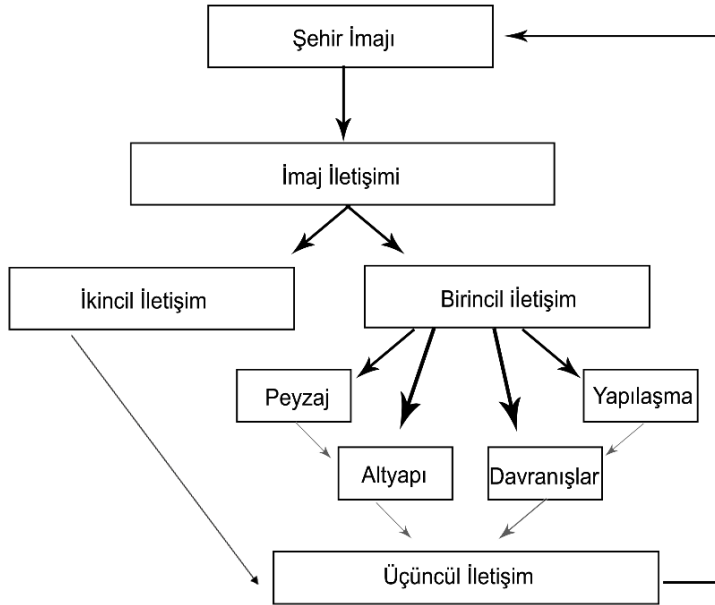 Şehir İmajı
İmaj İletişimi
İkincil İletişim
Birincil iletişim
Peyzaj
Yapılaşma
Altyapı
Davranışlar
Üçüncül İletişim